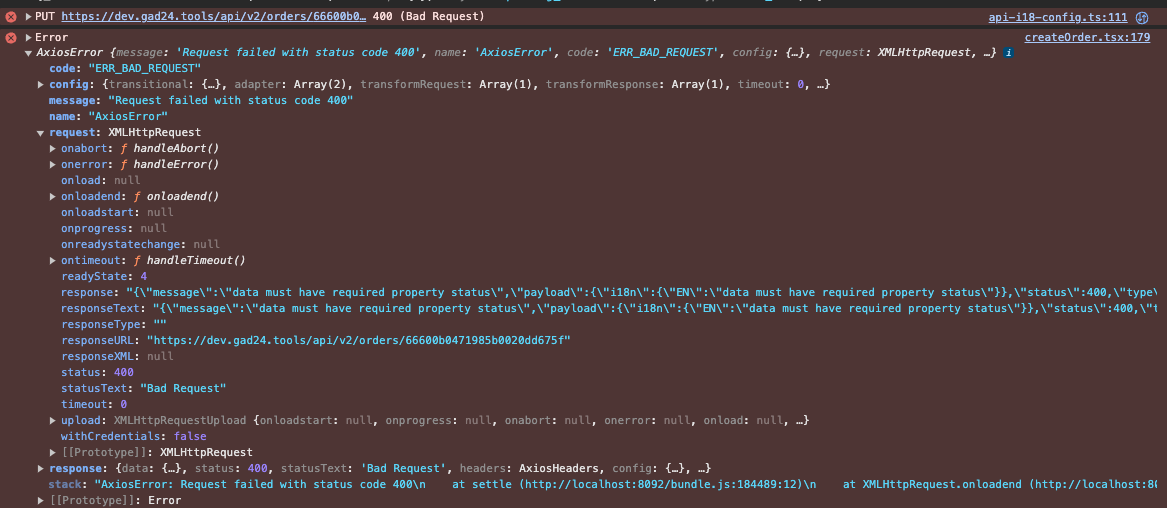 PUT https://dev.gad24.tools/api/v2/orders/66600b0… 400 (Bad Request) api-i18-config.ts:111
Error createOrder.tsx:179
AxiosError {message: 'Request failed with status code 400', name: 'AxiosError', code: 'ERR_BAD_REQUEST', config: {…}, request: XMLHttpRequest, …} i
code: "ERR_BAD_REQUEST"
config: {transitional: {…}, adapter: Array(2), transformRequest: Array(1), transformResponse: Array(1), timeout: 0, …}
message: "Request failed with status code 400"
name: "AxiosError"
request: XMLHttpRequest
onabort: ƒ handleAbort()
onerror: ƒ handleError()
onload: null
onloadend: ƒ onloadend()
onloadstart: null
onprogress: null
onreadystatechange: null
ontimeout: ƒ handleTimeout()
readyState: 4
response: "{\"message\":\"data must have required property status\",\"payload\":{\"i18n\":{\"EN\":\"data must have required property status\"}},\"status\":400,\"type\
responseText: "{\"message\":\"data must have required property status\",\"payload\":{\"i18n\":{\"EN\":\"data must have required property status\"}},\"status\":400,\"t
responseType: ""
responseURL: "https://dev.gad24.tools/api/v2/orders/66600b0471985b0020dd675f"
responseXML: null
status: 400
statusText: "Bad Request"
timeout: 0
upload: XMLHttpRequestUpload {onloadstart: null, onprogress: null, onabort: null, onerror: null, onload: null, …}
withCredentials: false
[[Prototype]]: XMLHttpRequest
response: {data: {…}, status: 400, statusText: 'Bad Request', headers: AxiosHeaders, config: {…}, …}
stack: "AxiosError: Request failed with status code 400\n    at settle (http://localhost:8092/bundle.js:184489:12)\n    at XMLHttpRequest.onloadend (http://localhost:80
[[Prototype]]: Error